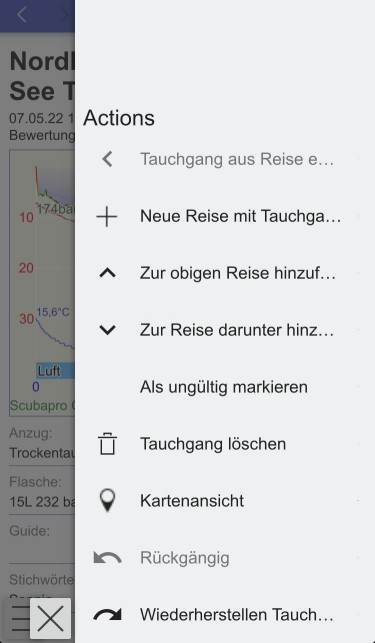 Nordl
See T
07.05.22 1
Bewertung
174ba
10
20
30
15,6°C
Luft
0
Scubapro
Anzug:
Trockentau
Flasche:
15L 232 ba
Guide:
Stichwörte
Actions
Tauchgang aus Reise e…
Neue Reise mit Tauchga…
Zur obigen Reise hinzuf…
Zur Reise darunter hinz…
Als ungültig markieren
Tauchgang löschen
Kartenansicht
Rückgängig
Wiederherstellen Tauch…